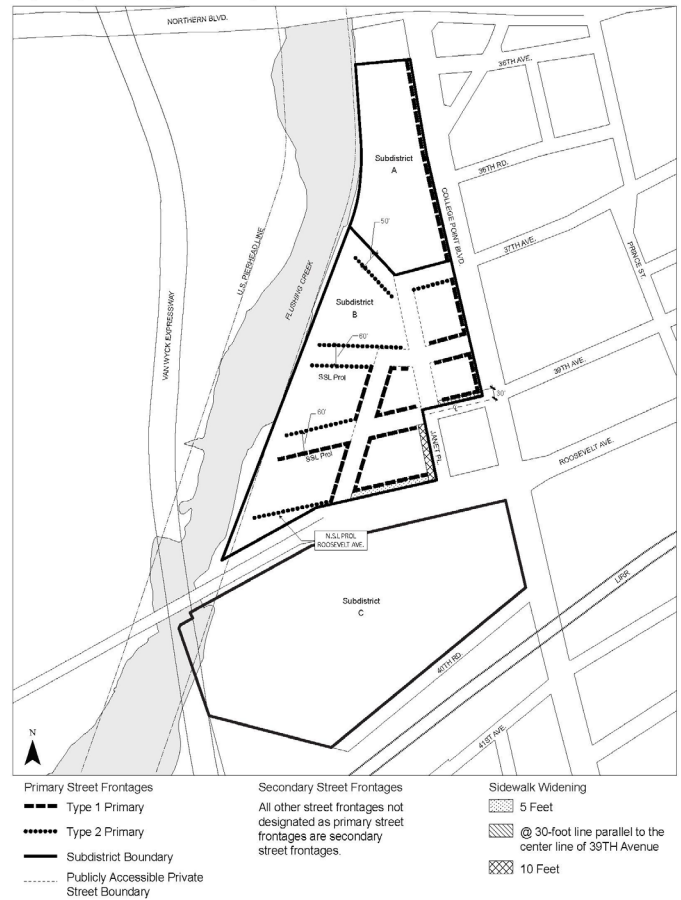 NORTHERN BLVD.
36TH AVE.
Subdistrict
A
36TH RD.
COLLEGE POINT BLVD
50'
37TH AVE.
PRINCE ST.
U.S. PIERHEAD LINE
FLUSHING CREEK
VAN WYCK EXPRESSWAY
Subdistrict
B
60'
SSL Prol
39TH AVE.
30'
60'
SSL Prol
JANET PL.
ROOSEVELT AVE.
N.S.L PROL
ROOSEVELT AVE.
Subdistrict
C
LIRR
40TH RD.
41ST AVE.
N
Primary Street Frontages
Type 1 Primary
Type 2 Primary
Subdistrict Boundary
Publicly Accessible Private
Street Boundary
Secondary Street Frontages
All other street frontages not
designated as primary street
frontages are secondary
street frontages.
Sidewalk Widening
5 Feet
@ 30-foot line parallel to the
center line of 39TH Avenue
10 Feet